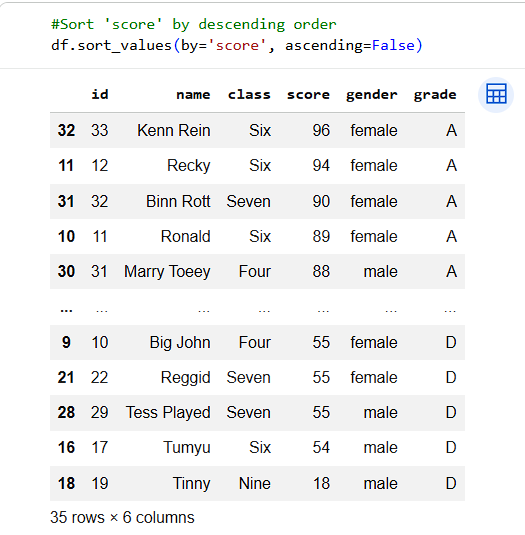 #Sort 'score' by descending order
df.sort_values(by='score', ascending=False)
id name class score gender grade
32 33 Kenn Rein Six 96 female A
11 12 Recky Six 94 female A
31 32 Binn Rott Seven 90 female A
10 11 Ronald Six 89 female A
30 31 Marry Toeey Four 88 male A
... ... ... ... ... ... ...
9 10 Big John Four 55 female D
21 22 Reggid Seven 55 female D
28 29 Tess Played Seven 55 male D
16 17 Tumyu Six 54 male D
18 19 Tinny Nine 18 male D
35 rows × 6 columns